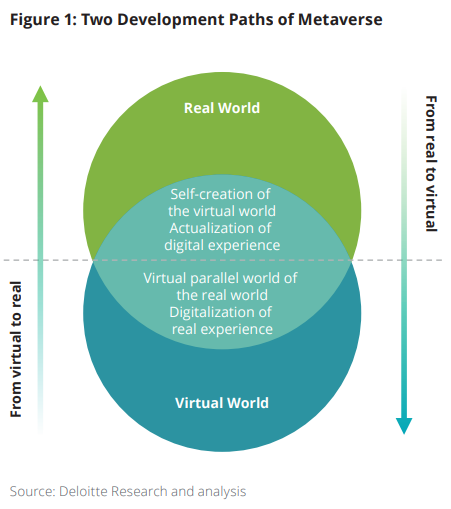 Figure 1: Two Development Paths of Metaverse
Real World
Self-creation of
the virtual world
Actualization of
digital experience
Virtual parallel world of
the real world
Digitalization of
real experience
Virtual World
From virtual to real
From real to virtual
Source: Deloitte Research and analysis